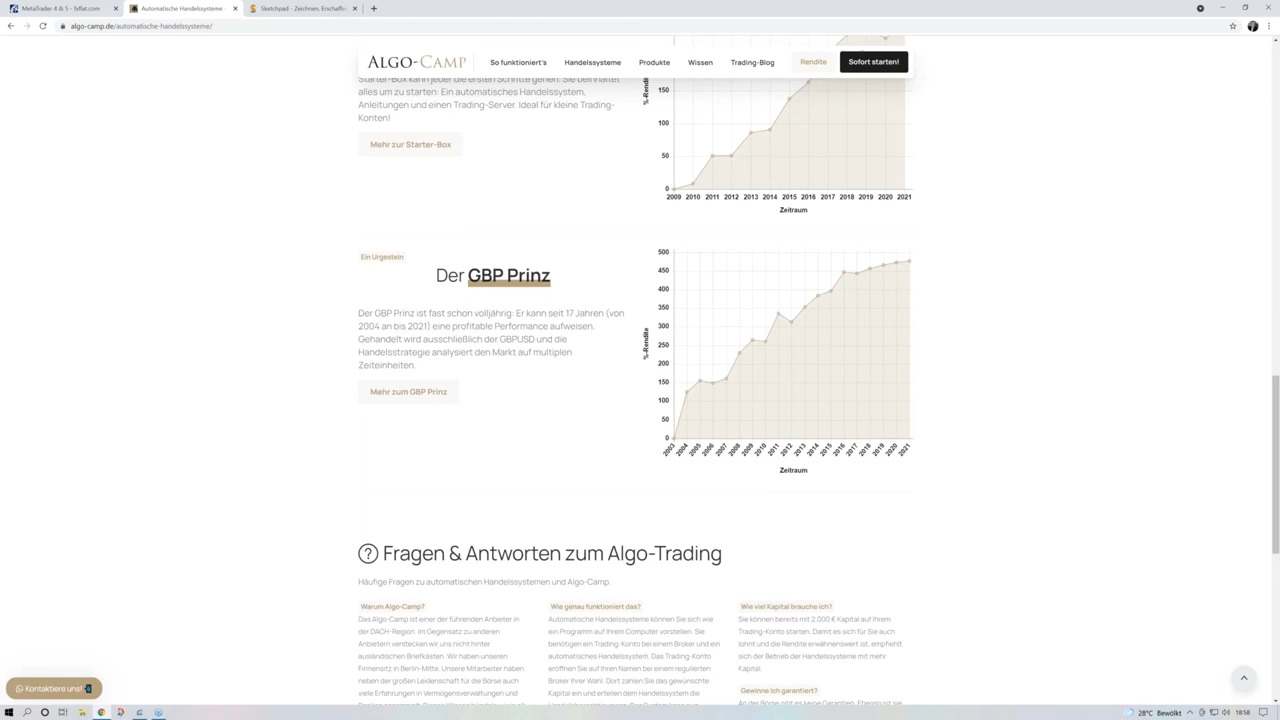 MetaTrader 4 & 5 - fxflat.com
Automatische Handelssysteme -
Sketchpad - Zeichnen, Erschaffe
algo-camp.de/automatische-handelssysteme/
ALGO-CAMP
So funktioniert's
Handelssysteme
Produkte
Wissen
Trading-Blog
Rendite
Sofort starten!
Starter-Box kann jeder die ersten Schritte gehen. Sie beinhaltet
alles um zu starten: Ein automatisches Handelssystem,
Anleitungen und einen Trading-Server. Ideal für kleine Trading-
Konten!
Mehr zur Starter-Box
%-Rendite
150
100
50
0
2009 2010 2011 2012 2013 2014 2015 2016 2017 2018 2019 2020 2021
Zeitraum
Ein Urgestein
Der GBP Prinz
Der GBP Prinz ist fast schon volljährig: Er kann seit 17 Jahren (von
2004 an bis 2021) eine profitable Performance aufweisen.
Gehandelt wird ausschließlich der GBPUSD und die
Handelsstrategie analysiert den Markt auf multiplen
Zeiteinheiten.
Mehr zum GBP Prinz
%-Rendite
500
450
400
350
300
250
200
150
100
50
0
2003 2004 2005 2006 2007 2008 2009 2010 2011 2012 2013 2014 2015 2016 2017 2018 2019 2020 2021
Zeitraum
Fragen & Antworten zum Algo-Trading
Häufige Fragen zu automatischen Handelssystemen und Algo-Camp.
Warum Algo-Camp?
Das Algo-Camp ist einer der führenden Anbieter in
der DACH-Region. Im Gegensatz zu anderen
Anbietern verstecken wir uns nicht hinter
ausländischen Briefkästen. Wir haben unseren
Firmensitz in Berlin-Mitte. Unsere Mitarbeiter haben
neben der großen Leidenschaft für die Börse auch
viele Erfahrungen in Vermögensverwaltungen und
Wie genau funktioniert das?
Automatische Handelssysteme können Sie sich wie
ein Programm auf Ihrem Computer vorstellen. Sie
benötigen ein Trading-Konto bei einem Broker und ein
automatisches Handelssystem. Das Trading-Konto
eröffnen Sie auf Ihren Namen bei einem regulierten
Broker Ihrer Wahl. Dort zahlen Sie das gewünschte
Kapital ein und erteilen dem Handelssystem die
Wie viel Kapital brauche ich?
Sie können bereits mit 2.000 € Kapital auf Ihrem
Trading-Konto starten. Damit es sich für Sie auch
lohnt und die Rendite erwähnenswert ist, empfiehlt
sich der Betrieb der Handelssysteme mit mehr
Kapital.
Gewinne ich garantiert?
An der Börse gibt es keine Garantien. Ebenso ist es
Kontaktiere uns!
28°C Bewölkt
18:58